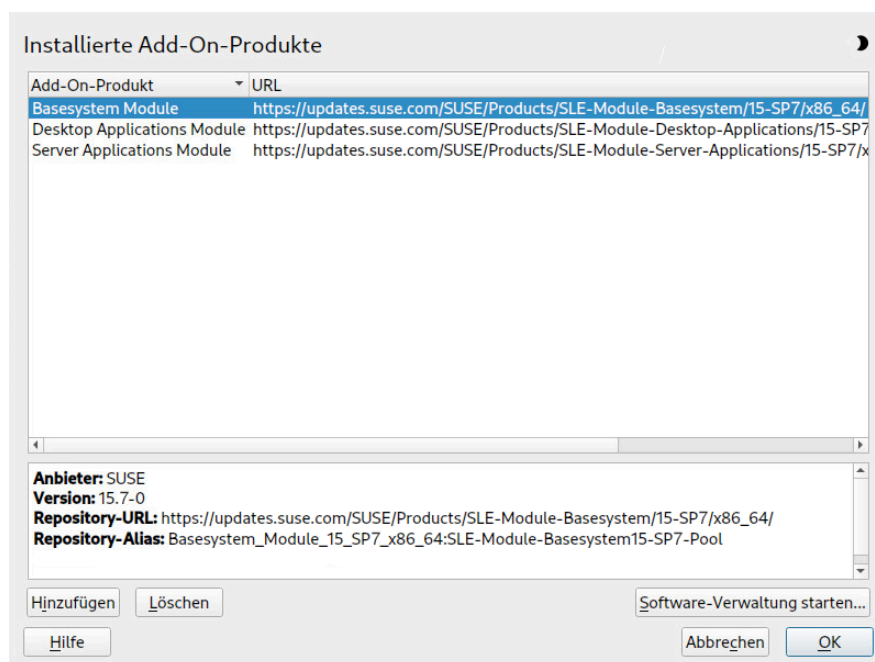 Installierte Add-On-Produkte
Add-On-Produkt URL
Basesystem Module https://updates.suse.com/SUSE/Products/SLE-Module-Basesystem/15-SP7/x86_64/
Desktop Applications Module https://updates.suse.com/SUSE/Products/SLE-Module-Desktop-Applications/15-SP7
Server Applications Module https://updates.suse.com/SUSE/Products/SLE-Module-Server-Applications/15-SP7/x
Anbieter: SUSE
Version: 15.7-0
Repository-URL: https://updates.suse.com/SUSE/Products/SLE-Module-Basesystem/15-SP7/x86_64/
Repository-Alias: Basesystem_Module_15_SP7_x86_64:SLE-Module-Basesystem15-SP7-Pool
Hinzufügen Löschen Software-Verwaltung starten...
Hilfe Abbrechen OK